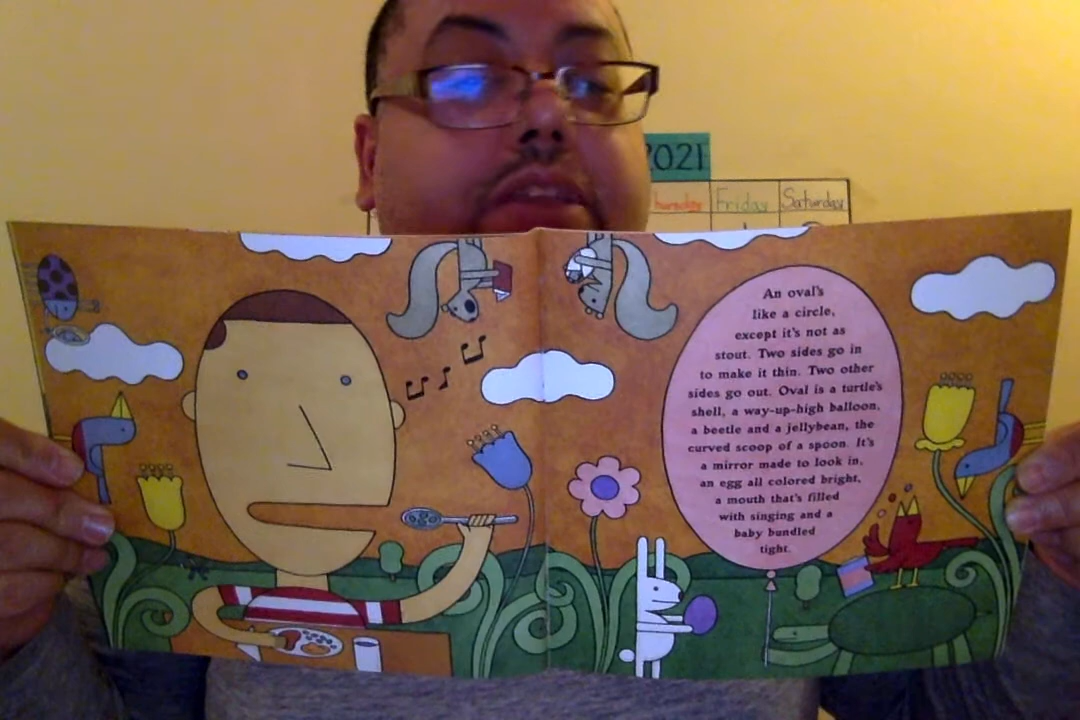 2021
Thursday Friday Saturday
An oval's
like a circle,
except it's not as
stout. Two sides go in
to make it thin. Two other
sides go out. Oval is a turtle's
shell, a way-up-high balloon,
a beetle and a jellybean, the
curved scoop of a spoon. It's
a mirror made to look in,
an egg all colored bright,
a mouth that's filled
with singing and a
baby bundled
tight.